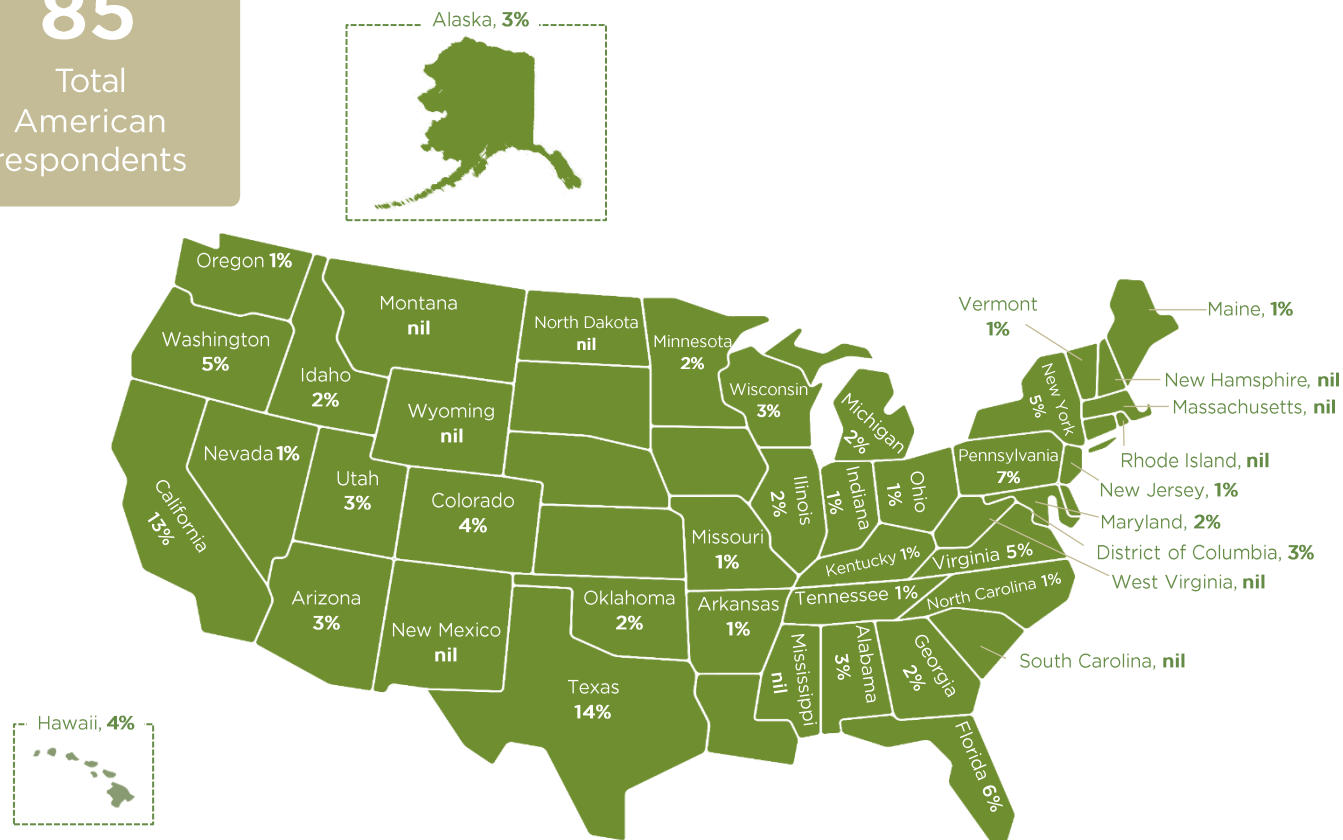 85
Total
American
respondents
Alaska, 3%
Oregon 1%
Washington
5%
Idaho
2%
Montana
nil
North Dakota
nil
Minnesota
2%
Wisconsin
3%
Michigan
2%
Wyoming
nil
Nevada 1%
Utah
3%
Colorado
4%
California
13%
Arizona
3%
New Mexico
nil
Oklahoma
2%
Texas
14%
Missouri
1%
Arkansas
1%
Illinois
2%
Indiana
1%
Ohio
1%
Kentucky 1%
Tennessee 1%
Mississippi
nil
Alabama
3%
Georgia
2%
Florida 6%
North Carolina 1%
Virginia 5%
Pennsylvania
7%
New York
5%
Vermont
1%
Maine, 1%
New Hamsphire, nil
Massachusetts, nil
Rhode Island, nil
New Jersey, 1%
Maryland, 2%
District of Columbia, 3%
West Virginia, nil
South Carolina, nil
Hawaii, 4%